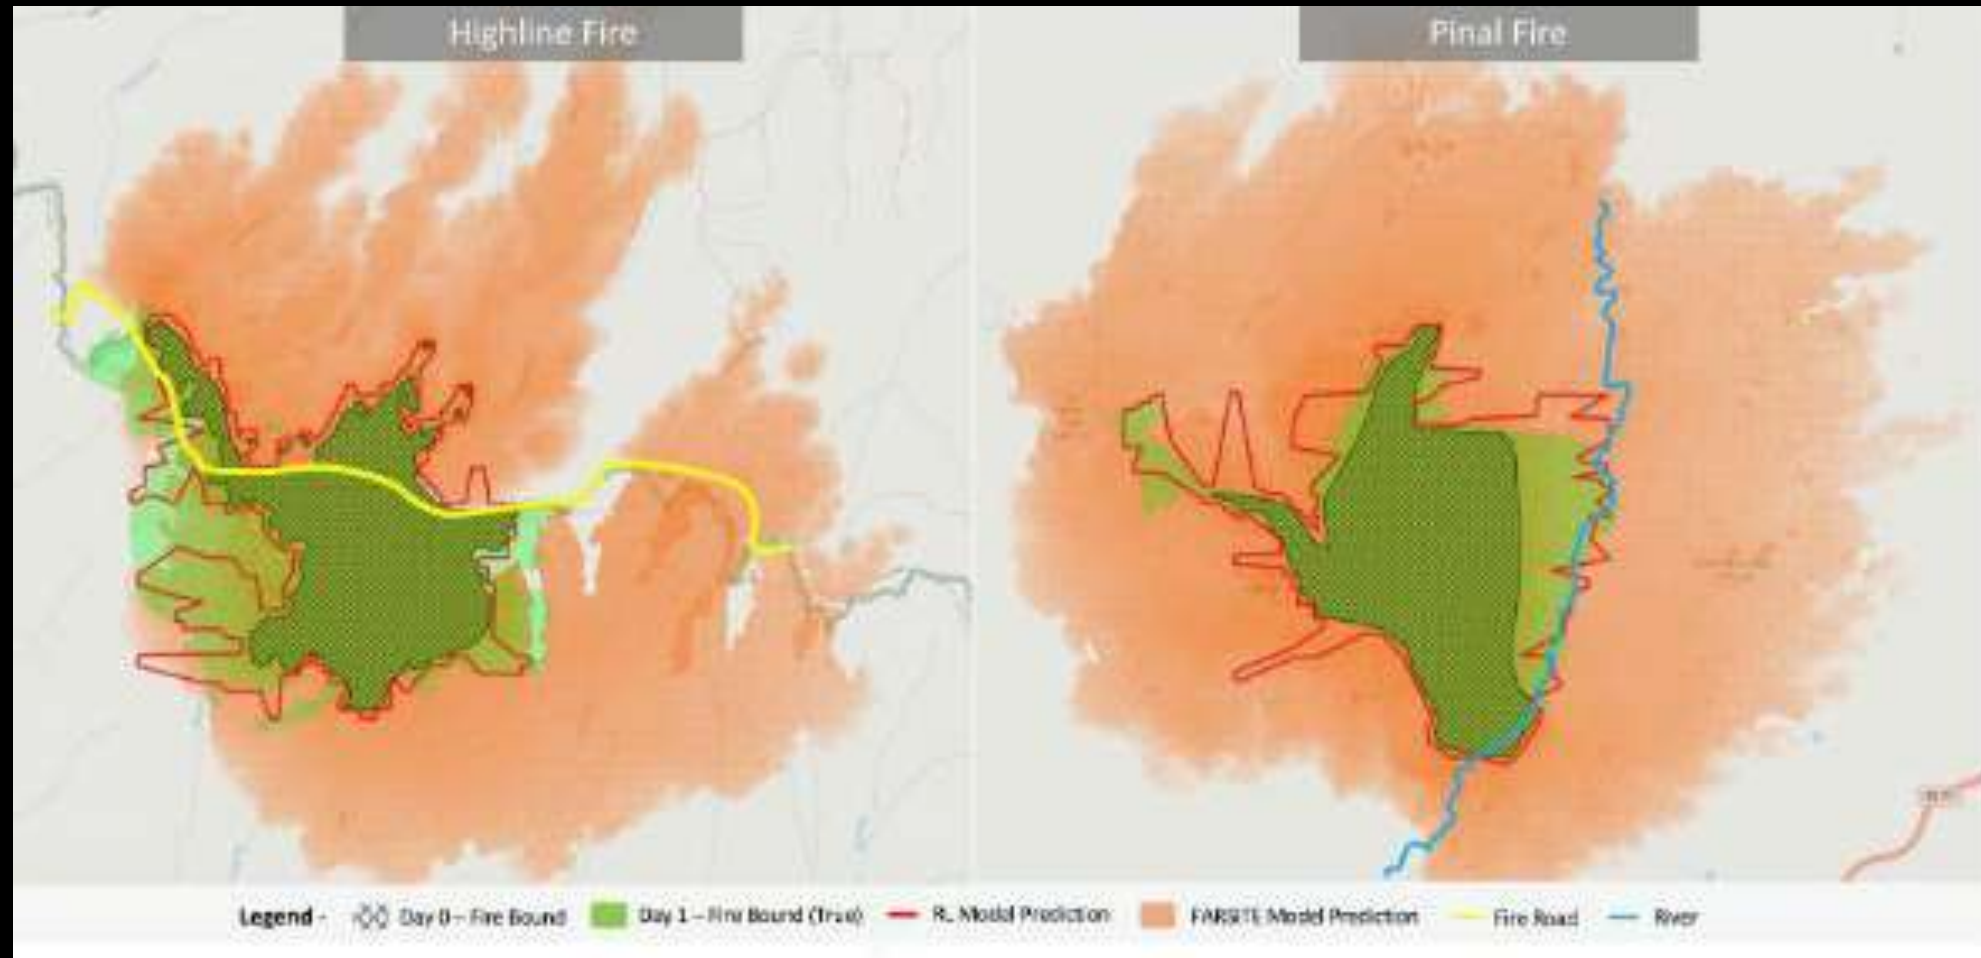 Highline Fire
Pinal Fire
Legend - Day 0 – Fire Bound Day 1 – Fire Bound (True) RL Model Prediction FARSITE Model Prediction Fire Road River